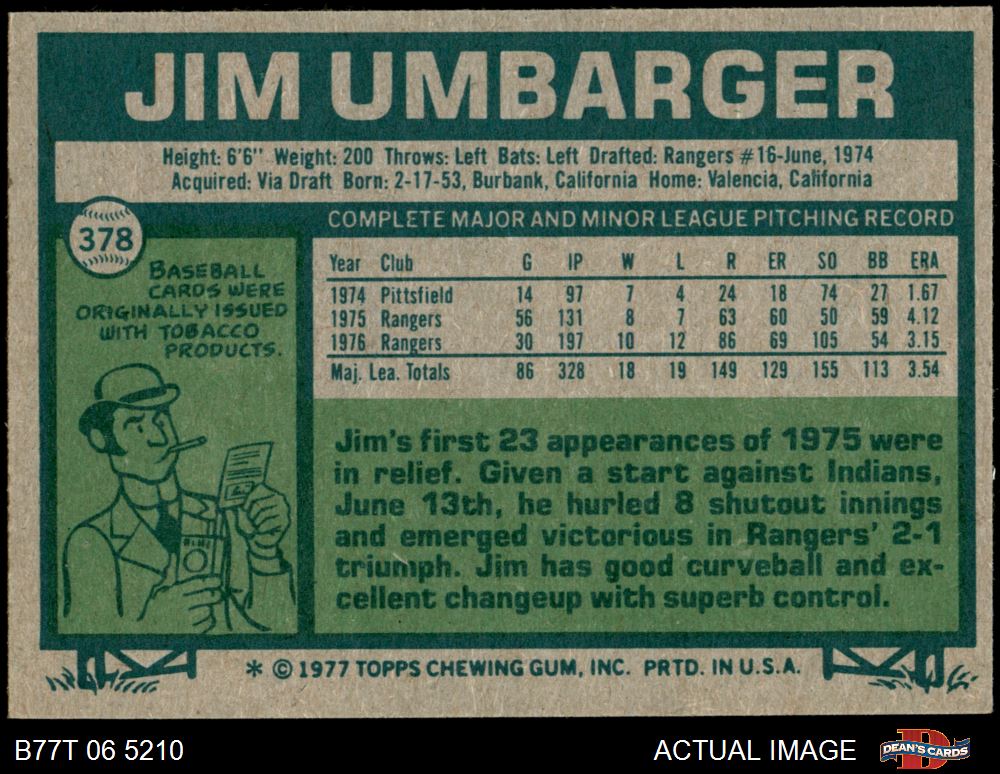 JIM UMBARGER
Height: 6'6" Weight: 200 Throws: Left Bats: Left Drafted: Rangers #16-June, 1974
Acquired: Via Draft Born: 2-17-53, Burbank, California Home: Valencia, California
378
BASEBALL
CARDS WERE
ORIGINALLY ISSUED
WITH TOBACCO
PRODUCTS.
COMPLETE MAJOR AND MINOR LEAGUE PITCHING RECORD
Year Club G IP W L R ER SO BB ERA
1974 Pittsfield 14 97 7 4 24 18 74 27 1.67
1975 Rangers 56 131 8 7 63 60 50 59 4.12
1976 Rangers 30 197 10 12 86 69 105 54 3.15
Maj. Lea. Totals 86 328 18 19 149 129 155 113 3.54
Jim's first 23 appearances of 1975 were
in relief. Given a start against Indians,
June 13th, he hurled 8 shutout innings
and emerged victorious in Rangers' 2-1
triumph. Jim has good curveball and ex-
cellent changeup with superb control.
* © 1977 TOPPS CHEWING GUM, INC. PRTD. IN U.S.A.
B77T 06 5210
ACTUAL IMAGE
DEAN'S CARDS